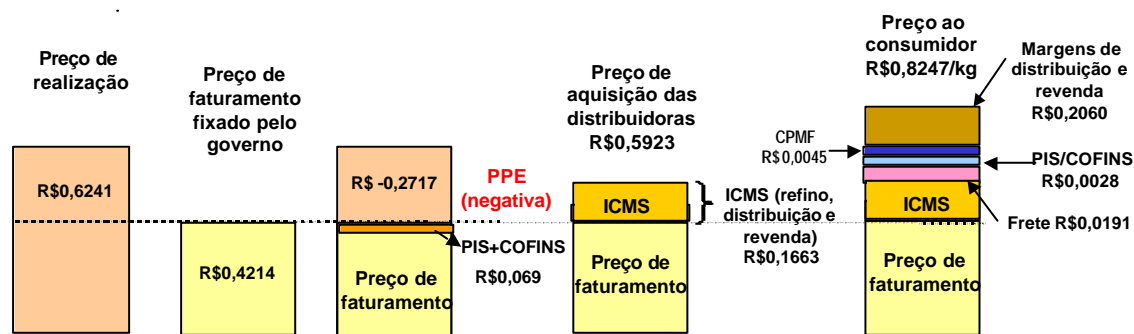 Preço de
realização
R$0,6241
Preço de
faturamento
fixado pelo
governo
R$0,4214
R$ -0,2717
PPE
(negativa)
PIS+COFINS
R$0,069
Preço de
faturamento
Preço de
aquisição das
distribuidoras
R$0,5923
ICMS
ICMS (refino,
distribuição e
revenda)
R$0,1663
Preço de
faturamento
Preço ao
consumidor
R$0,8247/kg
Margens de
distribuição e
revenda
R$0,2060
CPMF
R$0,0045
PIS/COFINS
R$0,0028
ICMS
Frete R$0,0191
Preço de
faturamento